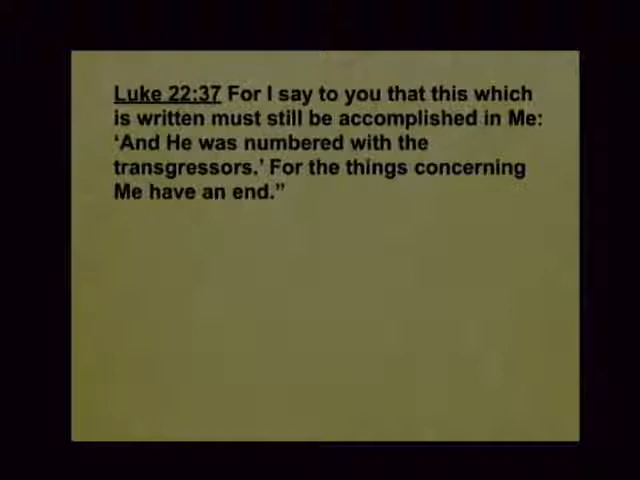 Luke 22:37 For I say to you that this which
is written must still be accomplished in Me:
‘And He was numbered with the
transgressors.’ For the things concerning
Me have an end.”